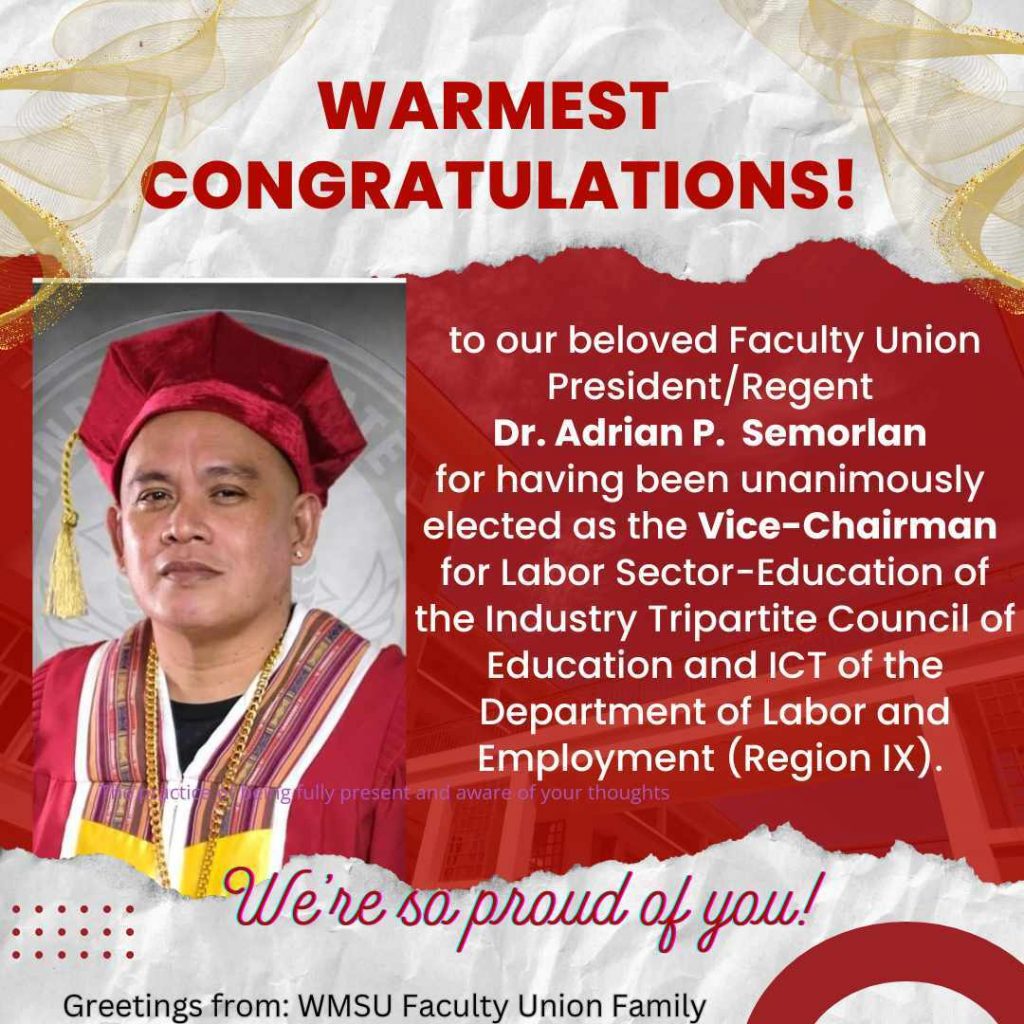 WARMEST
CONGRATULATIONS!
to our beloved Faculty Union
President/Regent
Dr. Adrian P. Semorlan
for having been unanimously
elected as the Vice-Chairman
for Labor Sector-Education of
the Industry Tripartite Council of
Education and ICT of the
Department of Labor and
Employment (Region IX).
being fully present and aware of your thoughts
We're so proud of you!
Greetings from: WMSU Faculty Union Family